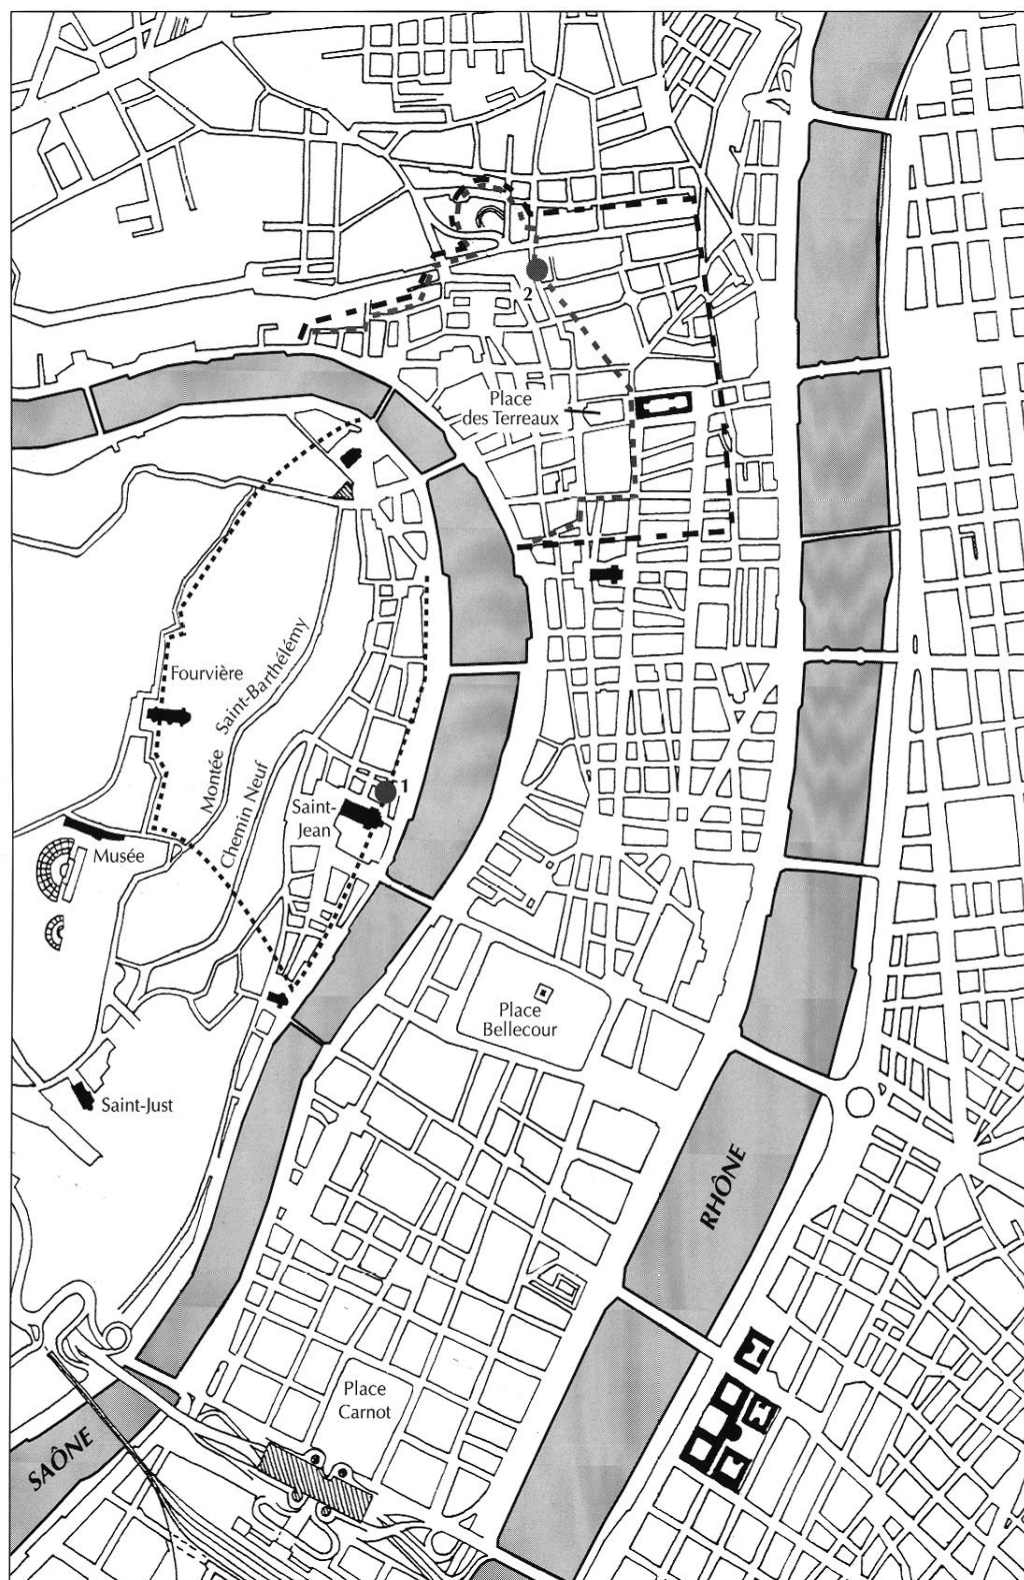 2
Place
des Terreaux
Fourvière
Montée Saint-Barthélémy
Chemin Neuf
1
Saint-
Jean
Musée
Place
Bellecour
Saint-Just
RHÔNE
Place
Carnot
SAÔNE